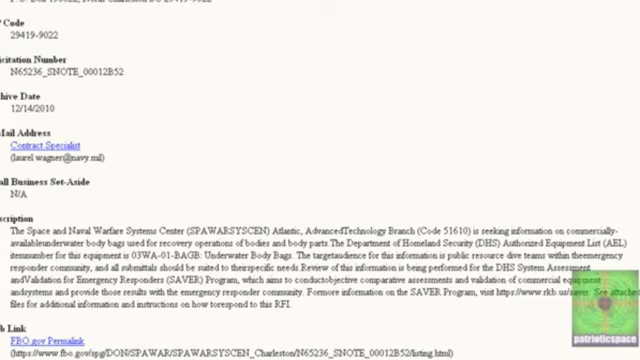 P.O. Box 190022, North Charleston SC 29419-9022
P Code
29419-9022
icitation Number
N65236_SNOTE_00012B52
hive Date
12/14/2010
Mail Address
Contract Specialist
(laurel.wagner@navy.mil)
all Business Set-Aside
N/A
scription
The Space and Naval Warfare Systems Center (SPAWARSYSCEN) Atlantic, AdvancedTechnology Branch (Code 51610) is seeking information on commercially-
availableunderwater body bags used for recovery operations of bodies and body parts.The Department of Homeland Security (DHS) Authorized Equipment List (AEL)
itemnumber for this equipment is 03WA-01-BAGB: Underwater Body Bags. The targetaudience for this information is public resource dive teams within theemergency
responder community, and all submittals should be suited to theirspecific needs.Review of this information is being performed for the DHS System Assessment
andValidation for Emergency Responders (SAVER) Program, which aims to conductobjective comparative assessments and validation of commercial equipment
andsystems and provide those results with the emergency responder community. Formore information on the SAVER Program, visit https://www.rkb.us/saver. See attached
files for additional information and instructions on how torespond to this RFI.
b Link
FBO.gov Permalink
(https://www.fbo.gov/spg/DON/SPAWAR/SPAWARSYSCEN_Charleston/N65236_SNOTE_00012B52/listing.html)
patrioticspace